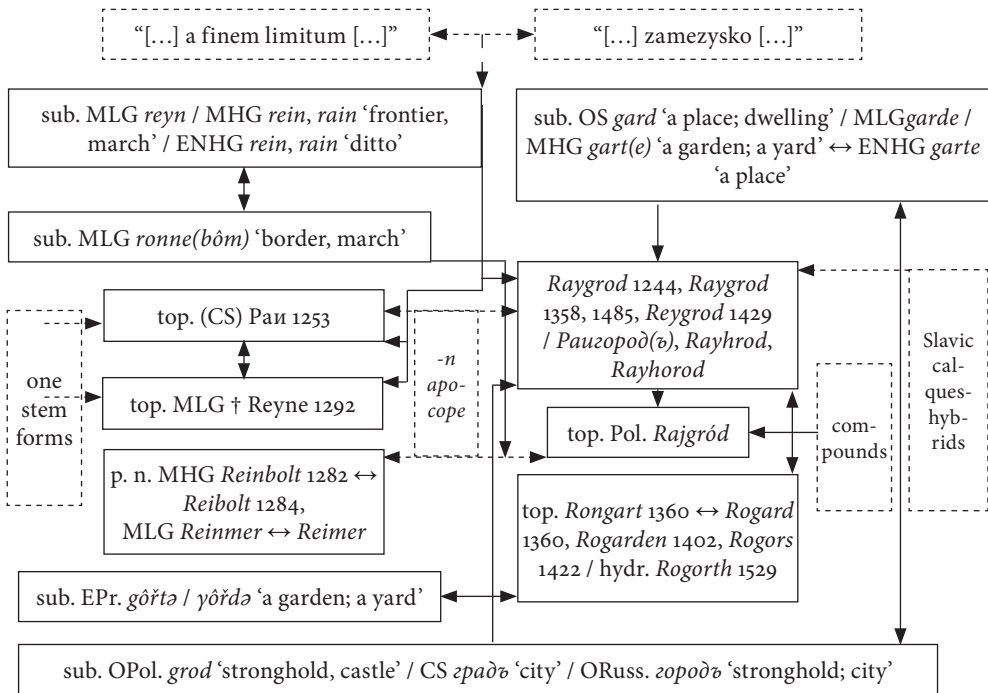 “[…] a finem limitum […]”
“[…] zamezysko […]”
sub. MLG reyn / MHG rein, rain ‘frontier,
march’ / ENHG rein, rain ‘ditto’
sub. OS gard ‘a place; dwelling’ / MLGgarde /
MHG gart(e) ‘a garden; a yard’ ↔ ENHG garte
‘a place’
sub. MLG ronne(bôm) ‘border, march’
one
stem
forms
top. (CS) Раи 1253
top. MLG † Reyne 1292
p. n. MHG Reinbolt 1282 ↔
Reibolt 1284,
MLG Reinmer ↔ Reimer
-n
apo-
cope
Raygrod 1244, Raygrod
1358, 1485, Reygrod 1429
/ Раигород(ъ), Rayhrod,
Rayhorod
top. Pol. Rajgród
top. Rongart 1360 ↔ Rogard
1360, Rogarden 1402, Rogors
1422 / hydr. Rogorth 1529
com-
pounds
Slavic
cal-
ques-
hyb-
rids
sub. EPr. gôřtə / γôřdə ‘a garden; a yard’
sub. OPol. grod ‘stronghold, castle’ / CS градъ ‘city’ / ORuss. городъ ‘stronghold; city’